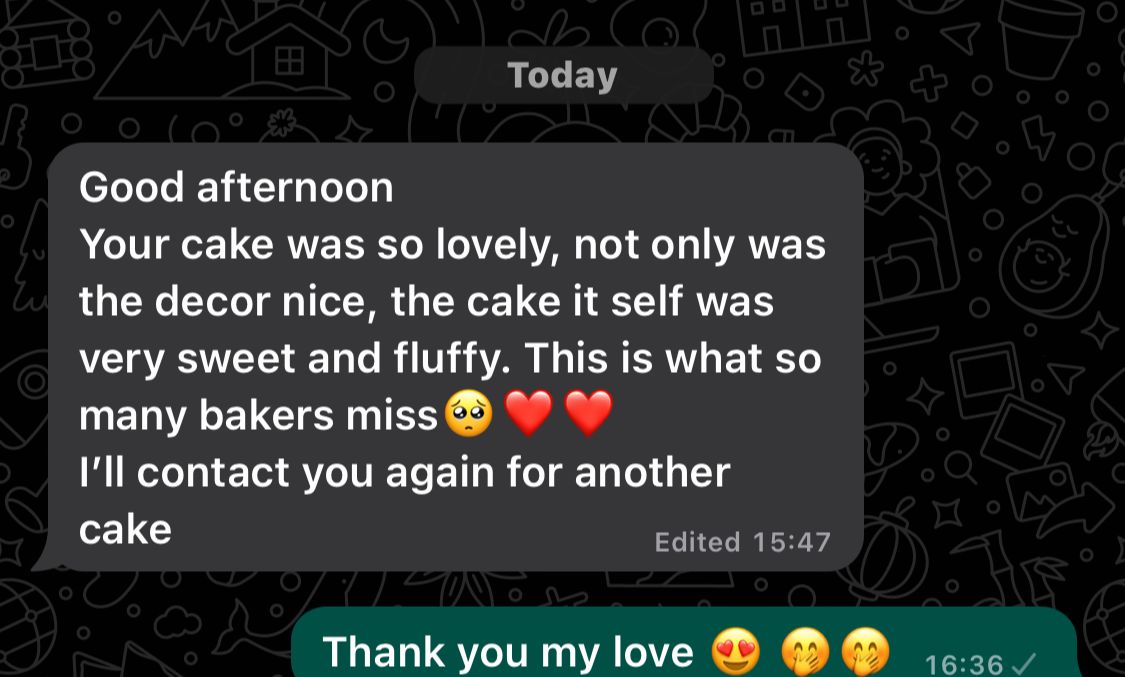 Today
Good afternoon
Your cake was so lovely, not only was
the decor nice, the cake it self was
very sweet and fluffy. This is what so
many bakers miss🥺❤️❤️
I’ll contact you again for another
cake
Edited 15:47
Thank you my love 😍 🤭🤭 16:36